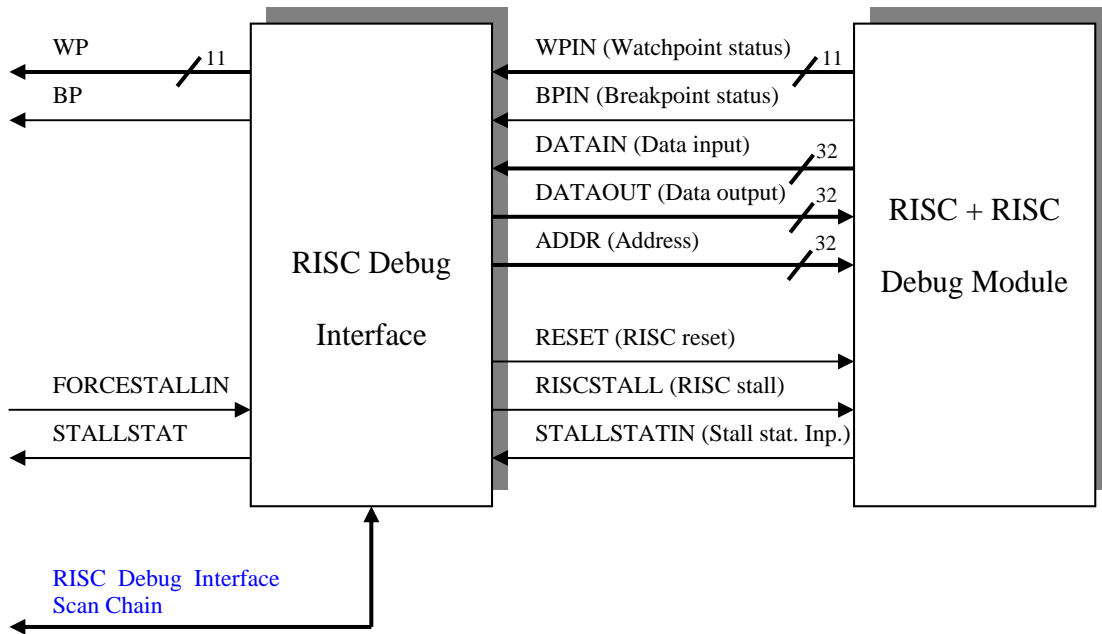 WP
11
BP
FORCESTALLIN
STALLSTAT
RISC Debug
Interface
WPIN (Watchpoint status)
11
BPIN (Breakpoint status)
DATAIN (Data input)
32
DATAOUT (Data output)
32
ADDR (Address)
32
RESET (RISC reset)
RISCSTALL (RISC stall)
STALLSTATIN (Stall stat. Inp.)
RISC + RISC
Debug Module
RISC Debug Interface
Scan Chain